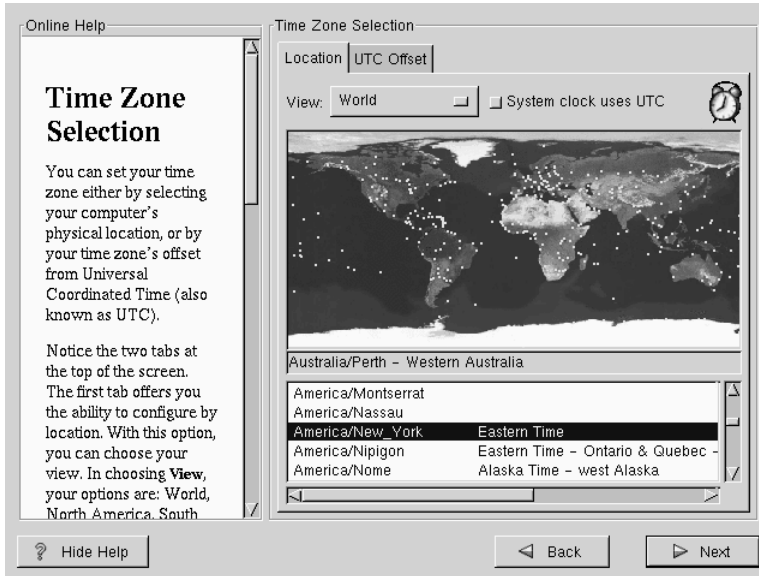 Online Help
Time Zone
Selection
You can set your time
zone either by selecting
your computer's
physical location, or by
your time zone's offset
from Universal
Coordinated Time (also
known as UTC).
Notice the two tabs at
the top of the screen.
The first tab offers you
the ability to configure by
location. With this option,
you can choose your
view. In choosing View,
your options are: World,
North America, South
Time Zone Selection
Location
UTC Offset
View: World
System clock uses UTC
Australia/Perth - Western Australia
America/Montserrat
America/Nassau
America/New_York Eastern Time
America/Nipigon Eastern Time - Ontario & Quebec -
America/Nome Alaska Time - west Alaska
? Hide Help
Back
Next